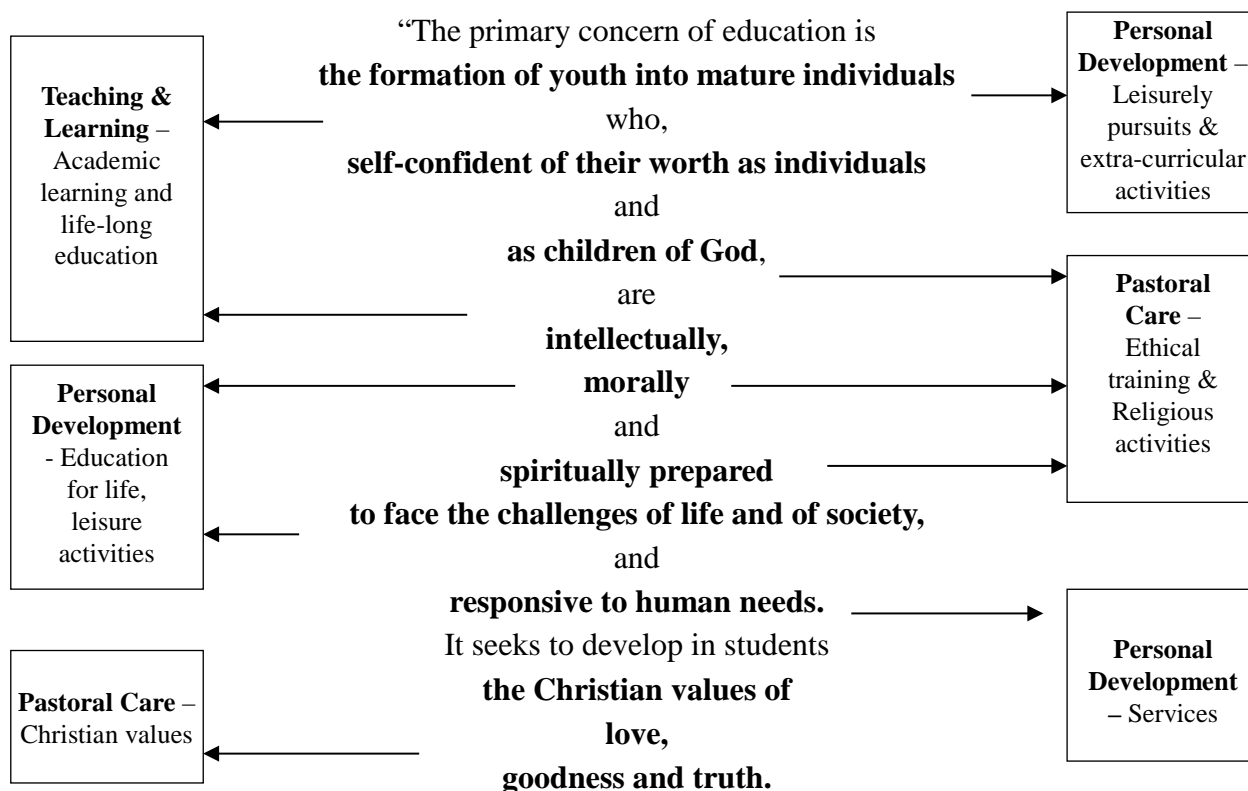 “The primary concern of education is
the formation of youth into mature individuals
who,
self-confident of their worth as individuals
and
as children of God,
are
intellectually,
morally
and
spiritually prepared
to face the challenges of life and of society,
and
responsive to human needs.
It seeks to develop in students
the Christian values of
love,
goodness and truth.
Teaching &
Learning –
Academic
learning and
life-long
education
Personal
Development
- Education
for life,
leisure
activities
Pastoral Care –
Christian values
Personal
Development –
Leisurely
pursuits &
extra-curricular
activities
Pastoral
Care –
Ethical
training &
Religious
activities
Personal
Development
– Services